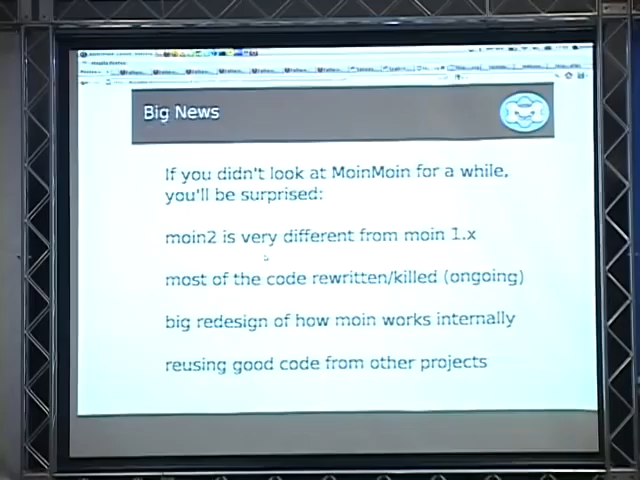 Big News
If you didn't look at MoinMoin for a while,
you'll be surprised:
moin2 is very different from moin 1.x
most of the code rewritten/killed (ongoing)
big redesign of how moin works internally
reusing good code from other projects